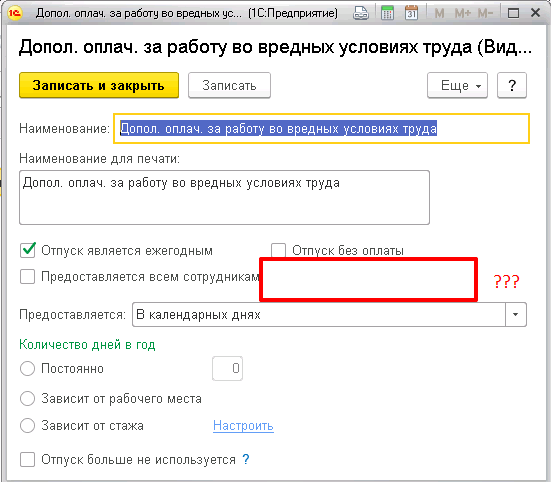 Допол. оплач. за работу во вредных ус... (1С:Предприятие)
M M+ M-
31
Допол. оплач. за работу во вредных условиях труда (Вид...
Записать и закрыть Записать Еще ?
Наименование: Допол. оплач. за работу во вредных условиях труда
Наименование для печати:
Допол. оплач. за работу во вредных условиях труда
Отпуск является ежегодным Отпуск без оплаты
Предоставляется всем сотрудникам ???
Предоставляется: В календарных днях
Количество дней в год
Постоянно 0
Зависит от рабочего места
Зависит от стажа Настроить
Отпуск больше не используется ?